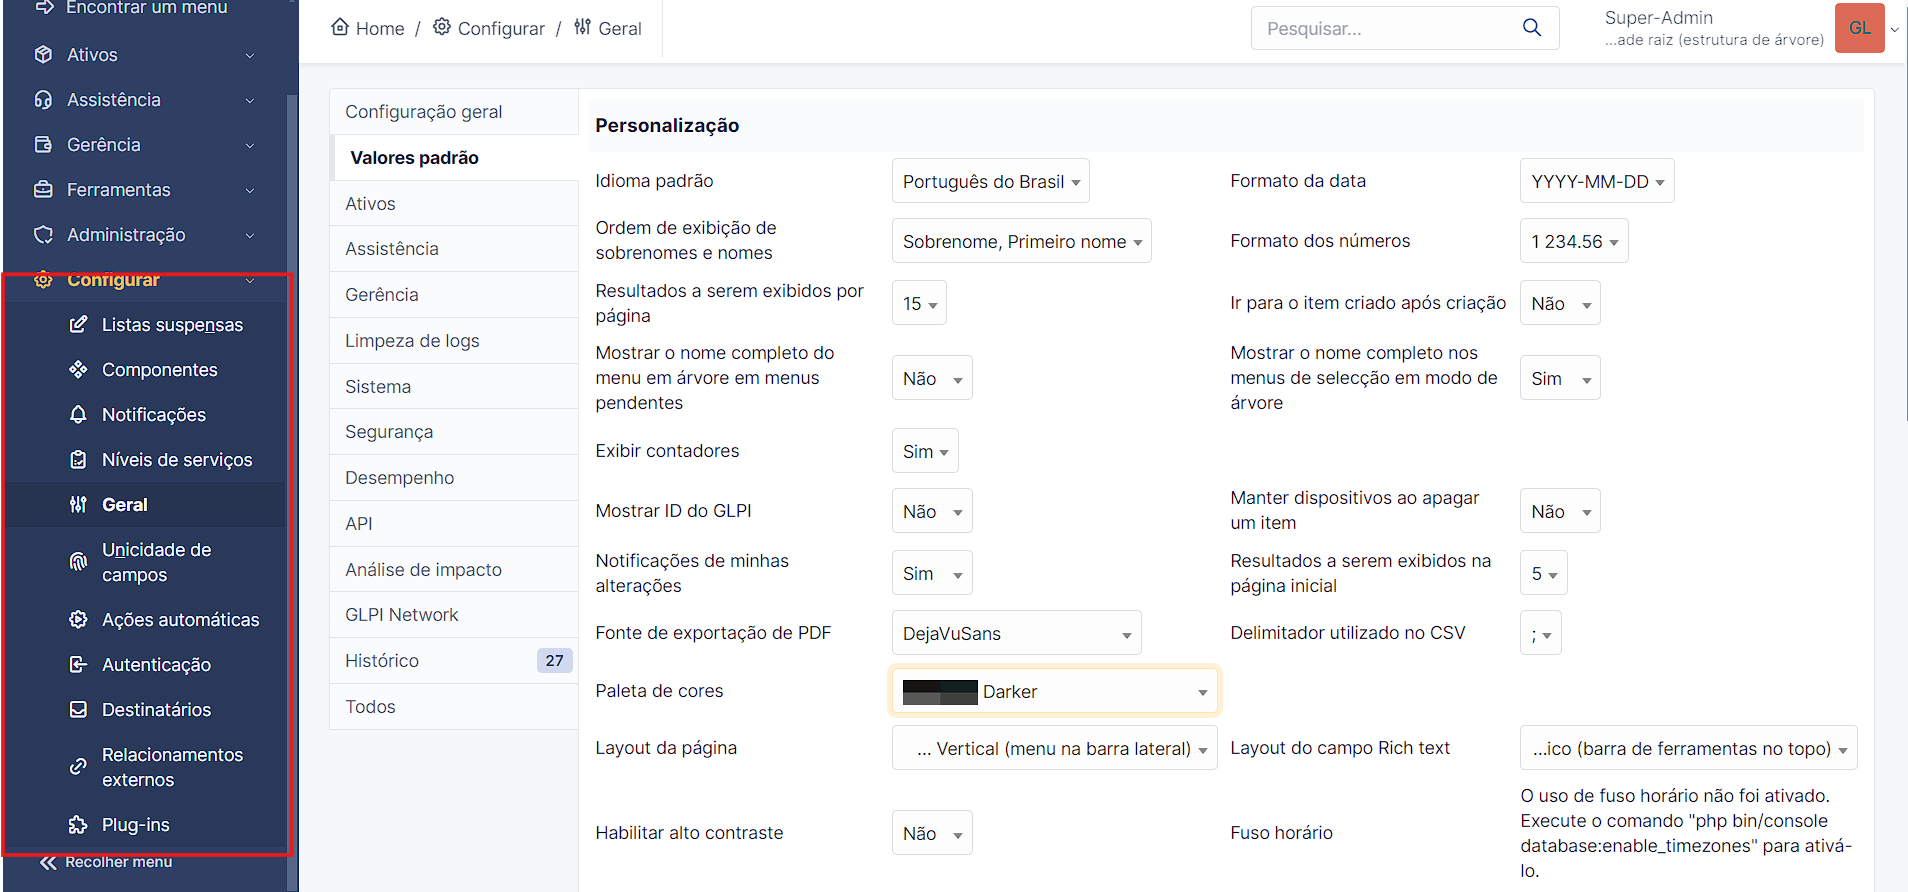 Encontrar um menu
Ativos
Assistência
Gerência
Ferramentas
Administração
Configurar
Listas suspensas
Componentes
Notificações
Níveis de serviços
Geral
Unicidade de
campos
Ações automáticas
Autenticação
Destinatários
Relacionamentos
externos
Plug-ins
Recolher menu
Home / Configurar / Geral
Pesquisar...
Super-Admin
...ade raiz (estrutura de árvore)
GL
Configuração geral
Valores padrão
Ativos
Assistência
Gerência
Limpeza de logs
Sistema
Segurança
Desempenho
API
Análise de impacto
GLPI Network
Histórico 27
Todos
Personalização
Idioma padrão
Português do Brasil
Formato da data
YYYY-MM-DD
Ordem de exibição de
sobrenomes e nomes
Sobrenome, Primeiro nome
Formato dos números
1 234.56
Resultados a serem exibidos por
página
15
Ir para o item criado após criação
Não
Mostrar o nome completo do
menu em árvore em menus
pendentes
Não
Mostrar o nome completo nos
menus de selecção em modo de
árvore
Sim
Exibir contadores
Sim
Mostrar ID do GLPI
Não
Manter dispositivos ao apagar
um item
Não
Notificações de minhas
alterações
Sim
Resultados a serem exibidos na
página inicial
5
Fonte de exportação de PDF
DejaVuSans
Delimitador utilizado no CSV
;
Paleta de cores
Darker
Layout da página
... Vertical (menu na barra lateral)
Layout do campo Rich text
...ico (barra de ferramentas no topo)
Habilitar alto contraste
Não
Fuso horário
O uso de fuso horário não foi ativado.
Execute o comando "php bin/console
database:enable_timezones" para ativá-
lo.